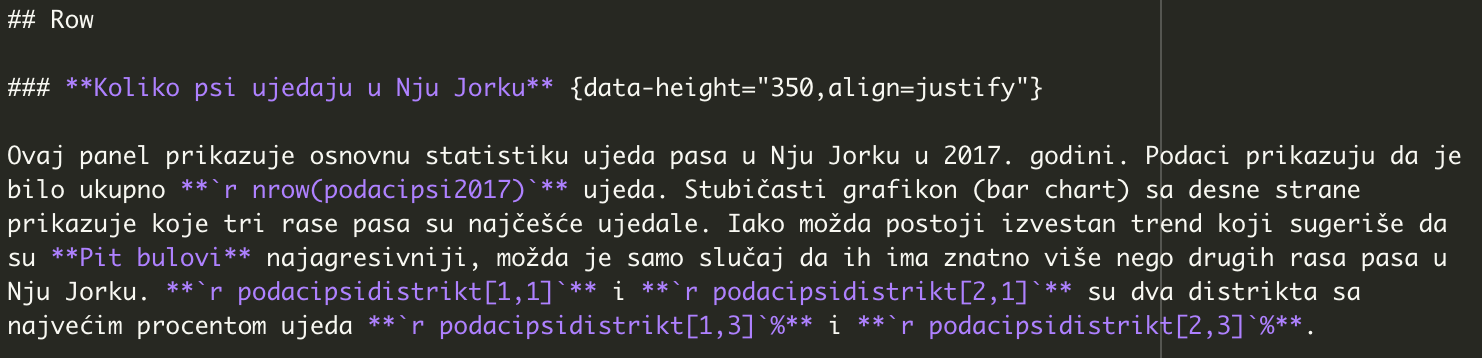 ## Row
### **Koliko psi ujedaju u Nju Jorku** {data-height="350,align=justify"}
Ovaj panel prikazuje osnovnu statistiku ujeda pasa u Nju Jorku u 2017. godini. Podaci prikazuju da je
bilo ukupno **`r nrow(podacipsi2017)`** ujeda. Stubičasti grafikon (bar chart) sa desne strane
prikazuje koje tri rase pasa su najčešće ujedale. Iako možda postoji izvestan trend koji sugeriše da
su **Pit bulovi** najagresivniji, možda je samo slučaj da ih ima znatno više nego drugih rasa pasa u
Nju Jorku. **`r podacipsidistrikt[1,1]`** i **`r podacipsidistrikt[2,1]`** su dva distrikta sa
najvećim procentom ujeda **`r podacipsidistrikt[1,3]`%** i **`r podacipsidistrikt[2,3]`%**.